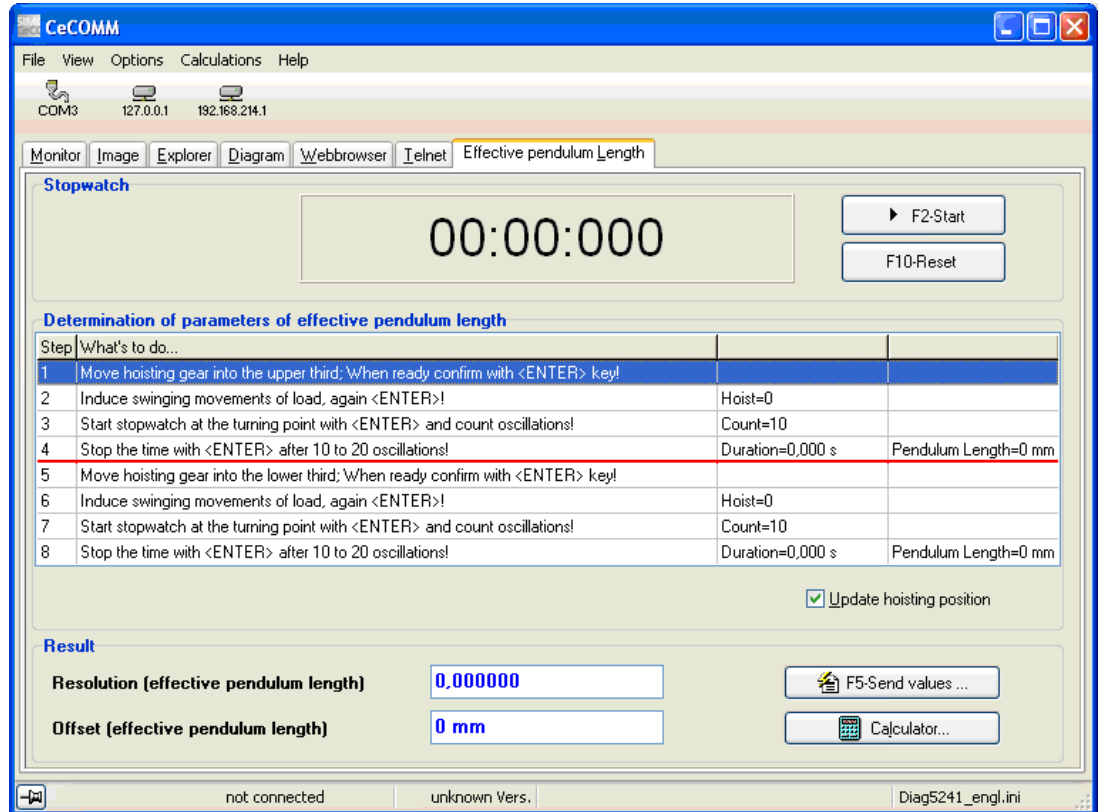 CeCOMM
File View Options Calculations Help
COM3 127.0.0.1 192.168.214.1
Monitor Image Explorer Diagram Webbrowser Telnet Effective pendulum Length
Stopwatch
00:00:000
F2-Start
F10-Reset
Determination of parameters of effective pendulum length
Step What's to do...
1 Move hoisting gear into the upper third; When ready confirm with <ENTER> key!
2 Induce swinging movements of load, again <ENTER>! Hoist=0
3 Start stopwatch at the turning point with <ENTER> and count oscillations! Count=10
4 Stop the time with <ENTER> after 10 to 20 oscillations! Duration=0,000 s Pendulum Length=0 mm
5 Move hoisting gear into the lower third; When ready confirm with <ENTER> key!
6 Induce swinging movements of load, again <ENTER>! Hoist=0
7 Start stopwatch at the turning point with <ENTER> and count oscillations! Count=10
8 Stop the time with <ENTER> after 10 to 20 oscillations! Duration=0,000 s Pendulum Length=0 mm
Update hoisting position
Result
Resolution (effective pendulum length) 0,000000 F5-Send values ...
Offset (effective pendulum length) 0 mm Calculator...
not connected unknown Vers. Diag5241_engl.ini